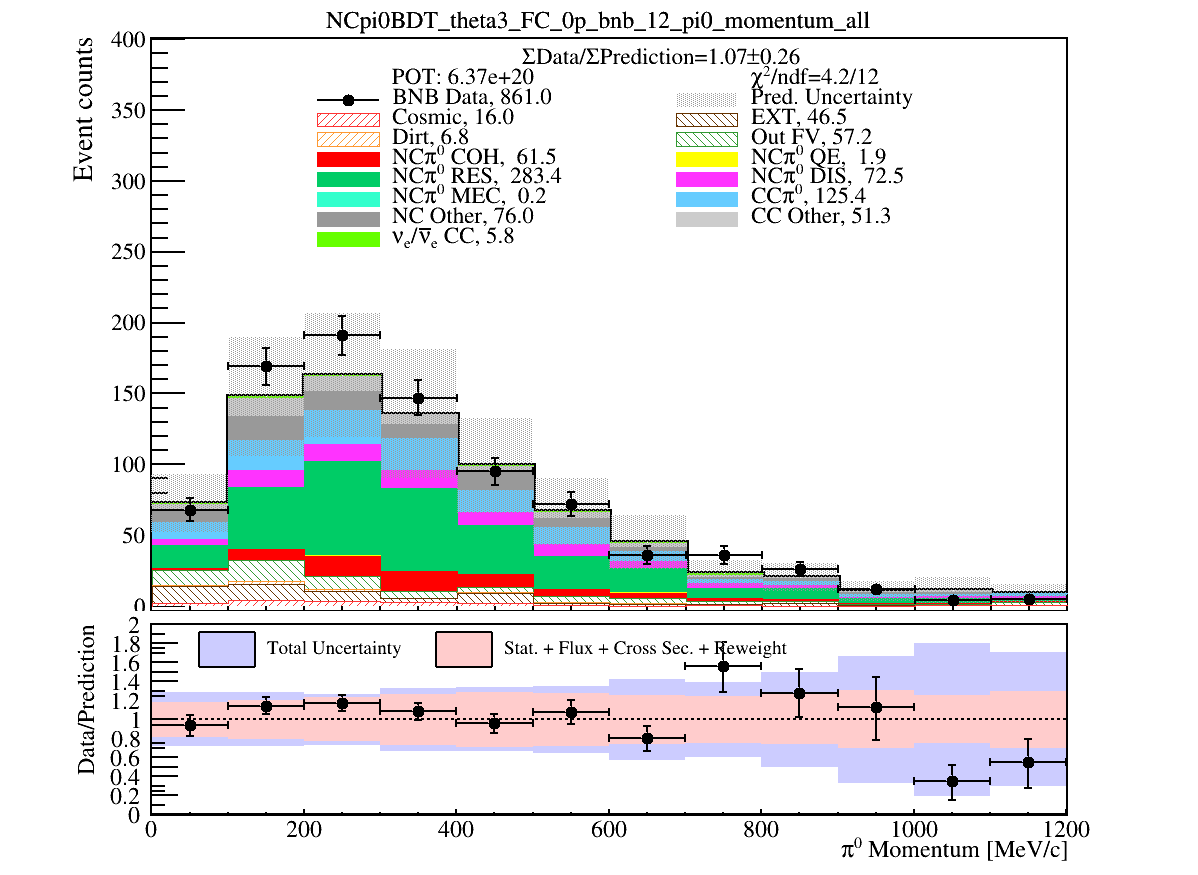 NCpi0BDT_theta3_FC_0p_bnb_12_pi0_momentum_all
ΣData/ΣPrediction=1.07±0.26
POT: 6.37e+20
χ²/ndf=4.2/12
BNB Data, 861.0
Pred. Uncertainty
Cosmic, 16.0
EXT, 46.5
Dirt, 6.8
Out FV, 57.2
NCπ⁰ COH, 61.5
NCπ⁰ QE, 1.9
NCπ⁰ RES, 283.4
NCπ⁰ DIS, 72.5
NCπ⁰ MEC, 0.2
CCπ⁰, 125.4
NC Other, 76.0
CC Other, 51.3
νₑ/ν̅ₑ CC, 5.8
Event counts
400
350
300
250
200
150
100
50
0
Total Uncertainty
Stat. + Flux + Cross Sec. + Reweight
Data/Prediction
2
1.8
1.6
1.4
1.2
1
0.8
0.6
0.4
0.2
0
0 200 400 600 800 1000 1200
π⁰ Momentum [MeV/c]